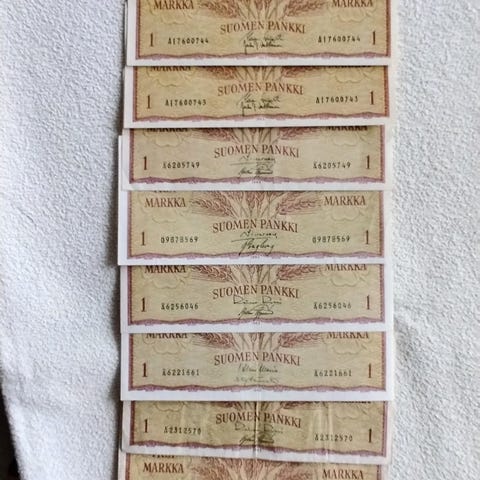 MARKKA MARKKA
SUOMEN PANKKI
1 A17600744 A17600744 1
SUOMEN PANKKI
1 A17600743 A17600743 1
SUOMEN PANKKI
1 X6205749 X6205749 1
MARKKA MARKKA
SUOMEN PANKKI
1 O9878569 O9878569 1
MARKKA MARKKA
SUOMEN PANKKI
1 X6256046 X6256046 1
MARKKA MARKKA
SUOMEN PANKKI
1 X6221661 X6221661 1
SUOMEN PANKKI
1 X2312570 X2312570 1
MARKKA MARKKA